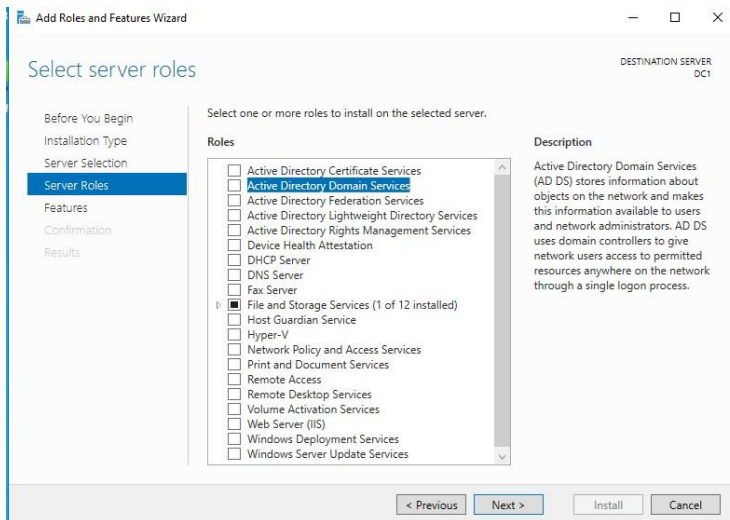 Add Roles and Features Wizard
Select server roles
DESTINATION SERVER
DC1
Before You Begin
Installation Type
Server Selection
Server Roles
Features
Confirmation
Results
Select one or more roles to install on the selected server.
Roles
Active Directory Certificate Services
Active Directory Domain Services
Active Directory Federation Services
Active Directory Lightweight Directory Services
Active Directory Rights Management Services
Device Health Attestation
DHCP Server
DNS Server
Fax Server
File and Storage Services (1 of 12 installed)
Host Guardian Service
Hyper-V
Network Policy and Access Services
Print and Document Services
Remote Access
Remote Desktop Services
Volume Activation Services
Web Server (IIS)
Windows Deployment Services
Windows Server Update Services
Description
Active Directory Domain Services
(AD DS) stores information about
objects on the network and makes
this information available to users
and network administrators. AD DS
uses domain controllers to give
network users access to permitted
resources anywhere on the network
through a single logon process.
< Previous
Next >
Install
Cancel